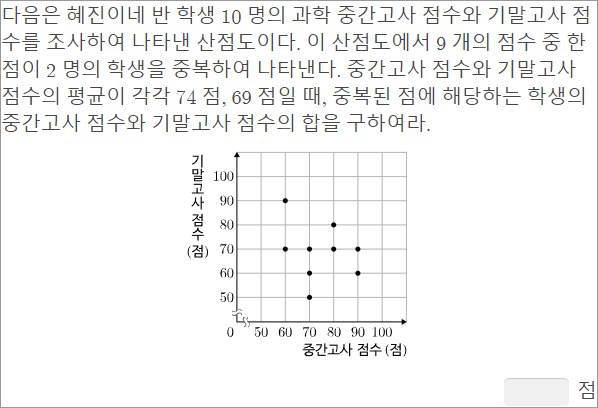 다음은 혜진이네 반 학생 10 명의 과학 중간고사 점수와 기말고사 점
수를 조사하여 나타낸 산점도이다. 이 산점도에서 9 개의 점수 중 한
점이 2 명의 학생을 중복하여 나타낸다. 중간고사 점수와 기말고사
점수의 평균이 각각 74 점, 69 점일 때, 중복된 점에 해당하는 학생의
중간고사 점수와 기말고사 점수의 합을 구하여라.
기말고사 점수 (점)
100
90
80
70
60
50
0 50 60 70 80 90 100
중간고사 점수 (점)
점